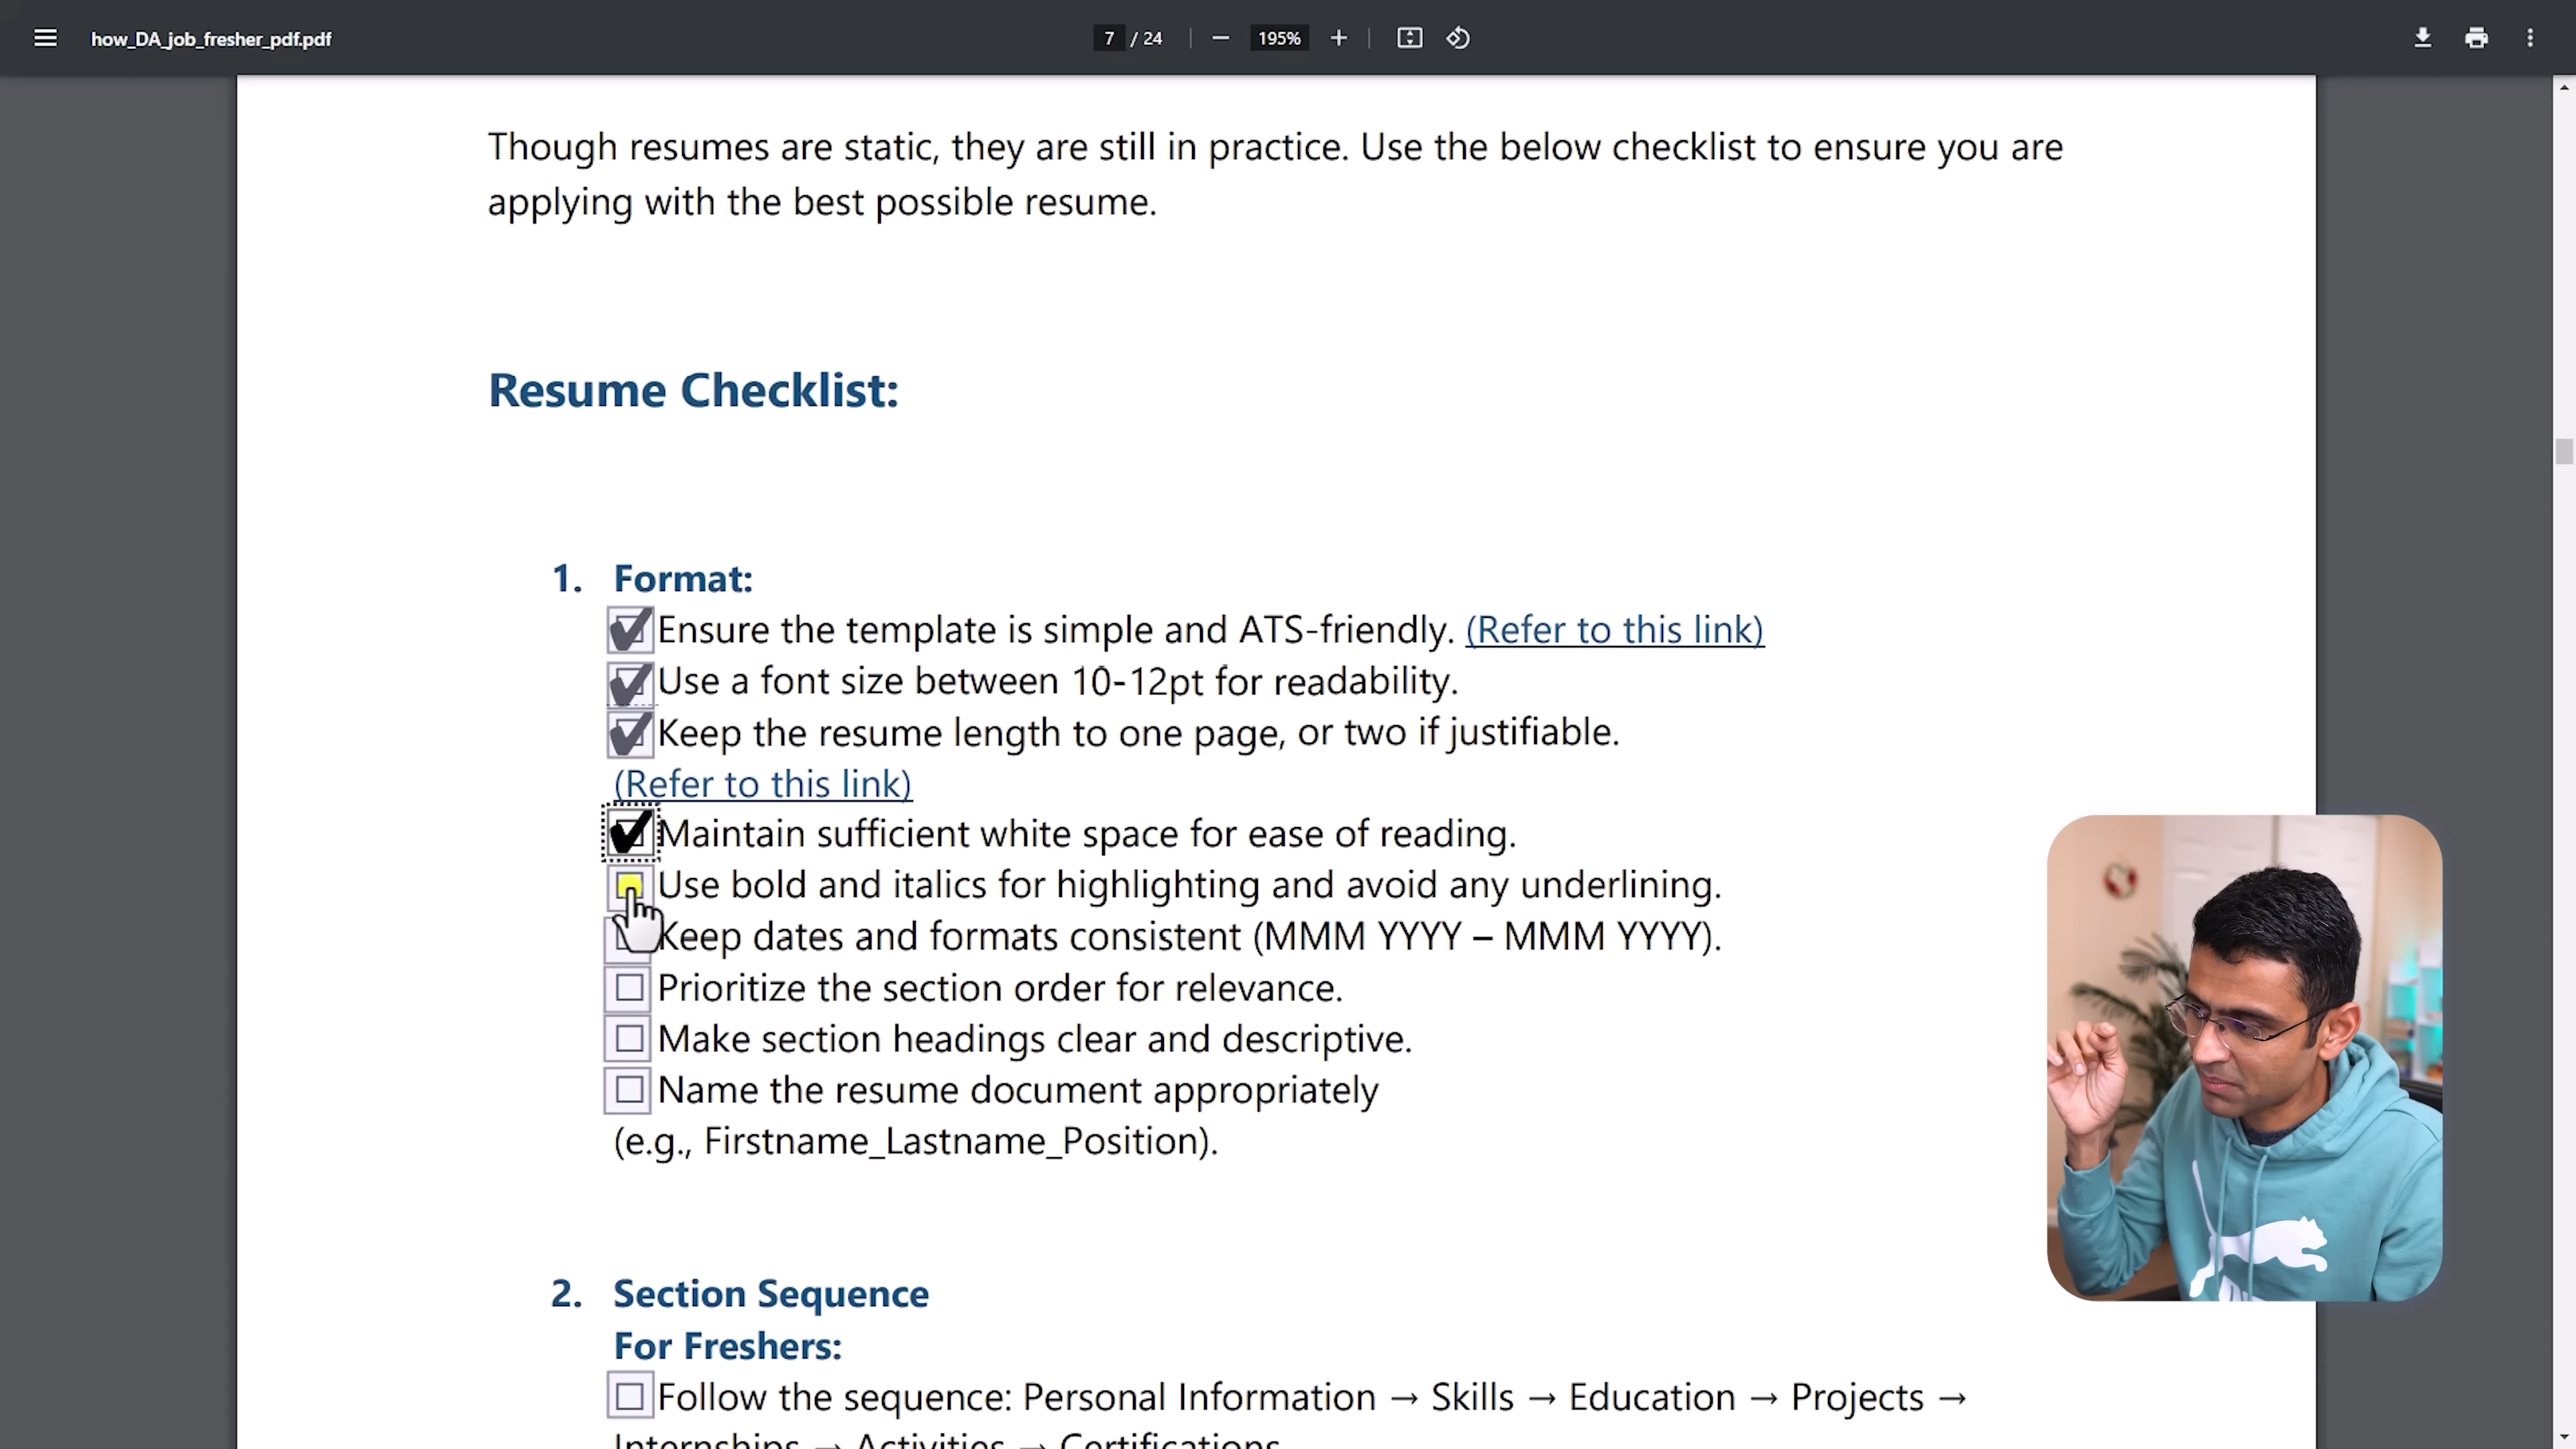 how_DA_job_fresher_pdf.pdf
7 / 24
195%
Though resumes are static, they are still in practice. Use the below checklist to ensure you are
applying with the best possible resume.
Resume Checklist:
1. Format:
Ensure the template is simple and ATS-friendly. (Refer to this link)
Use a font size between 10-12pt for readability.
Keep the resume length to one page, or two if justifiable.
(Refer to this link)
Maintain sufficient white space for ease of reading.
Use bold and italics for highlighting and avoid any underlining.
Keep dates and formats consistent (MMM YYYY – MMM YYYY).
Prioritize the section order for relevance.
Make section headings clear and descriptive.
Name the resume document appropriately
(e.g., Firstname_Lastname_Position).
2. Section Sequence
For Freshers:
Follow the sequence: Personal Information → Skills → Education → Projects →
Internships → Activities → Certifications